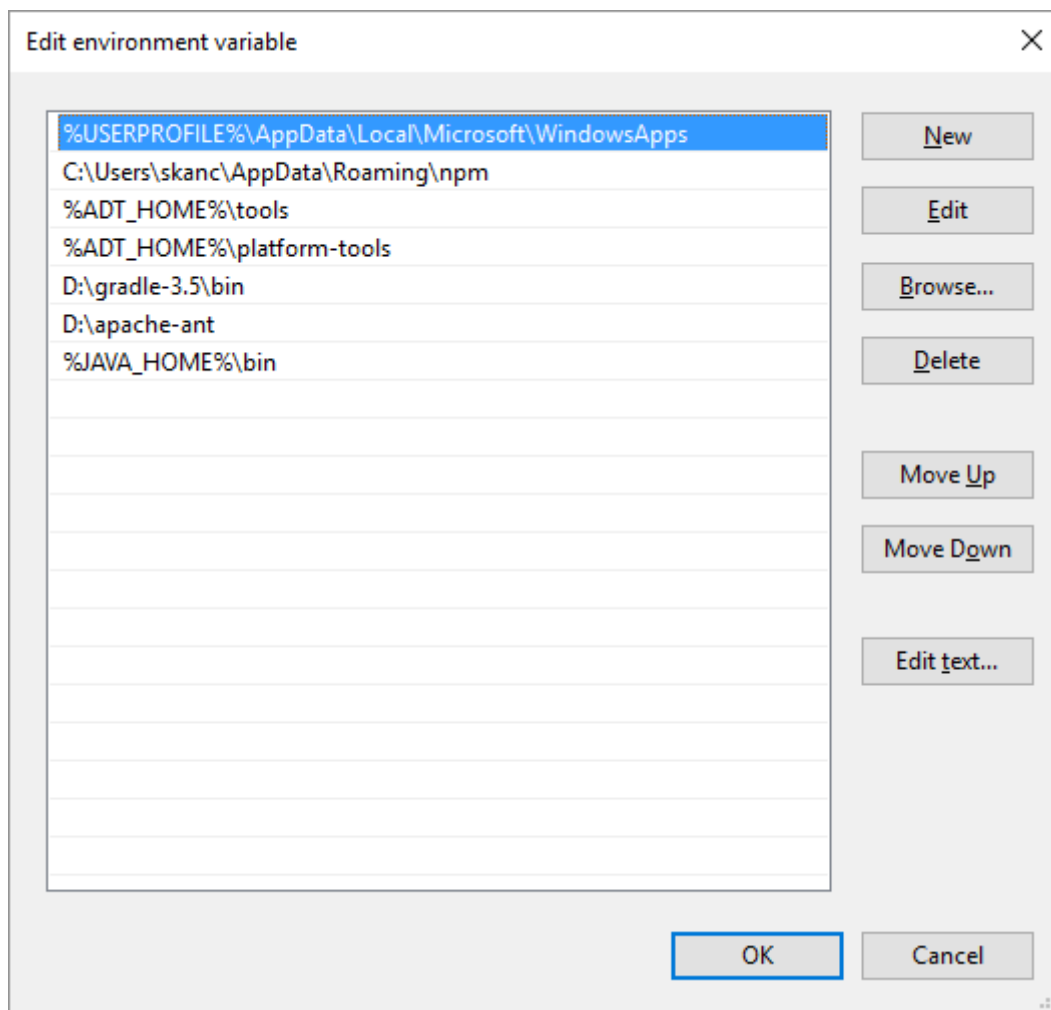 Edit environment variable
%USERPROFILE%\AppData\Local\Microsoft\WindowsApps
C:\Users\skanc\AppData\Roaming\npm
%ADT_HOME%\tools
%ADT_HOME%\platform-tools
D:\gradle-3.5\bin
D:\apache-ant
%JAVA_HOME%\bin
New
Edit
Browse...
Delete
Move Up
Move Down
Edit text...
OK
Cancel